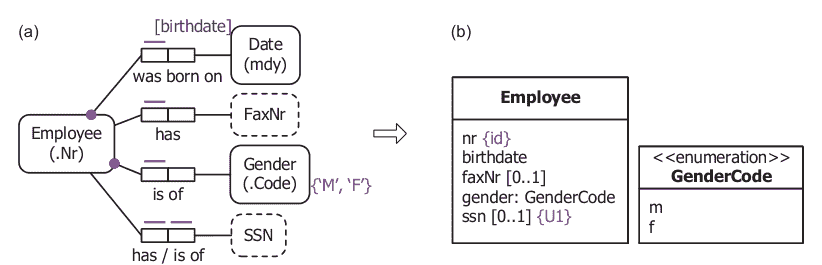 (a)
[birthdate]
Date
(mdy)
was born on
FaxNr
has
Employee
(.Nr)
Gender
(.Code)
{'M', 'F'}
is of
SSN
has / is of
(b)
Employee
nr {id}
birthdate
faxNr [0..1]
gender: GenderCode
ssn [0..1] {U1}
<<enumeration>>
GenderCode
m
f